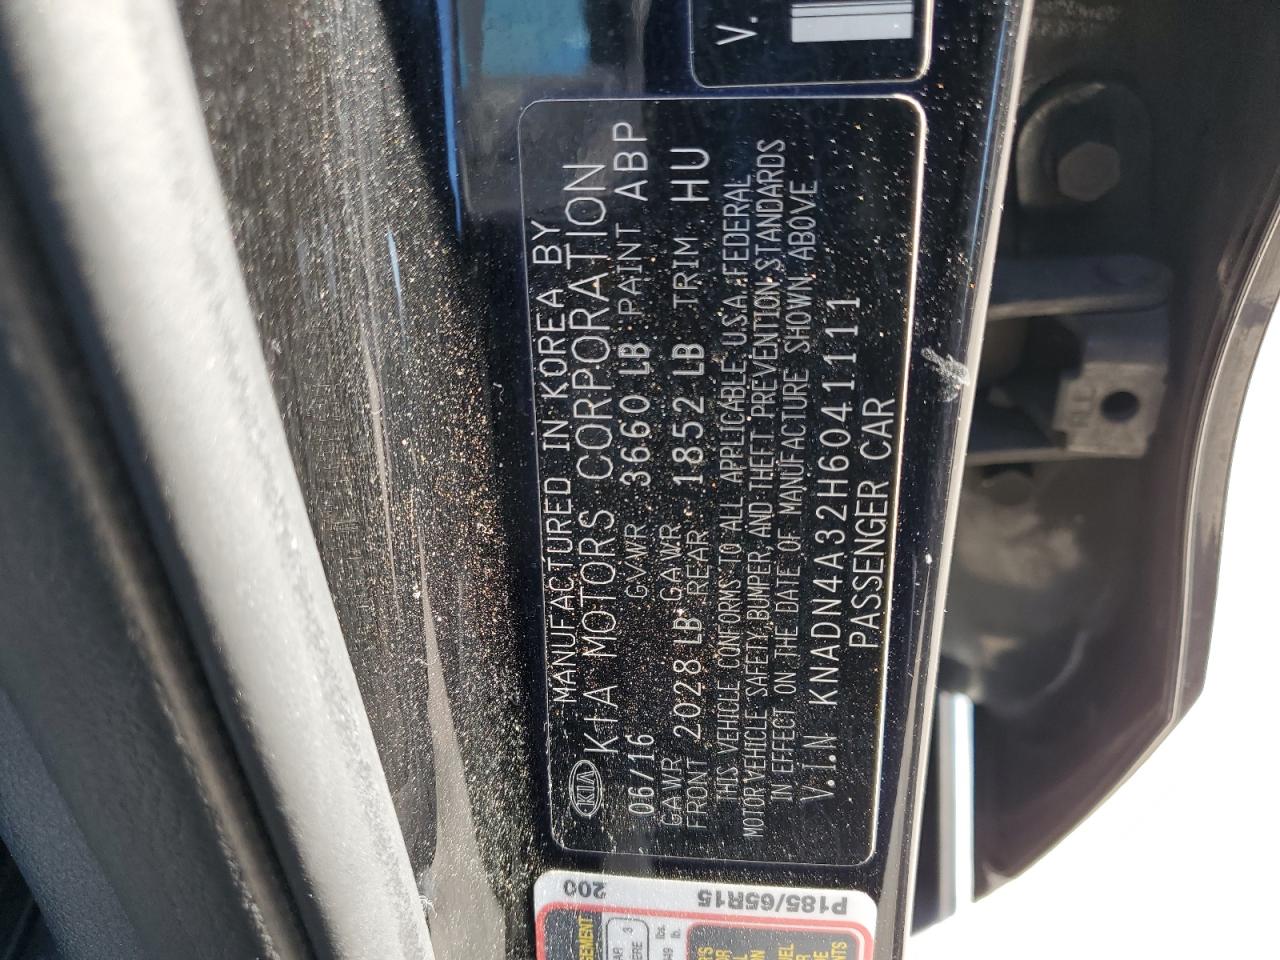 V.
MANUFACTURED IN KOREA BY
KIA KIA MOTORS CORPORATION
06/16 GVWR 3660 LB PAINT ABP
GAWR GAWR
FRONT 2028 LB REAR 1852 LB TRIM HU
THIS VEHICLE CONFORMS TO ALL APPLICABLE U.S.A. FEDERAL
MOTOR VEHICLE SAFETY, BUMPER, AND THEFT PREVENTION STANDARDS
IN EFFECT ON THE DATE OF MANUFACTURE SHOWN ABOVE
V.I.N KNADN4A32H6041111
PASSENGER CAR
P185/65R15
200
RLE